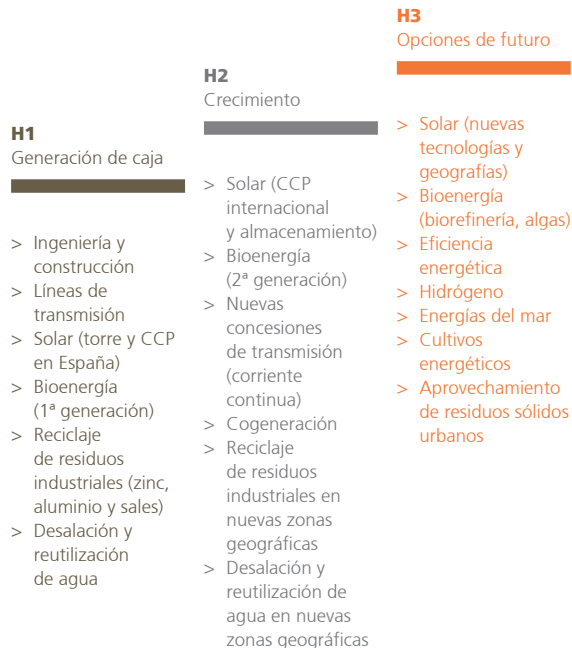 H1
Generación de caja
> Ingeniería y
construcción
> Líneas de
transmisión
> Solar (torre y CCP
en España)
> Bioenergía
(1ª generación)
> Reciclaje
de residuos
industriales (zinc,
aluminio y sales)
> Desalación y
reutilización
de agua
H2
Crecimiento
> Solar (CCP
internacional
y almacenamiento)
> Bioenergía
(2ª generación)
> Nuevas
concesiones
de transmisión
(corriente
continua)
> Cogeneración
> Reciclaje
de residuos
industriales en
nuevas zonas
geográficas
> Desalación y
reutilización de
agua en nuevas
zonas geográficas
H3
Opciones de futuro
> Solar (nuevas
tecnologías y
geografías)
> Bioenergía
(biorefinería, algas)
> Eficiencia
energética
> Hidrógeno
> Energías del mar
> Cultivos
energéticos
> Aprovechamiento
de residuos sólidos
urbanos